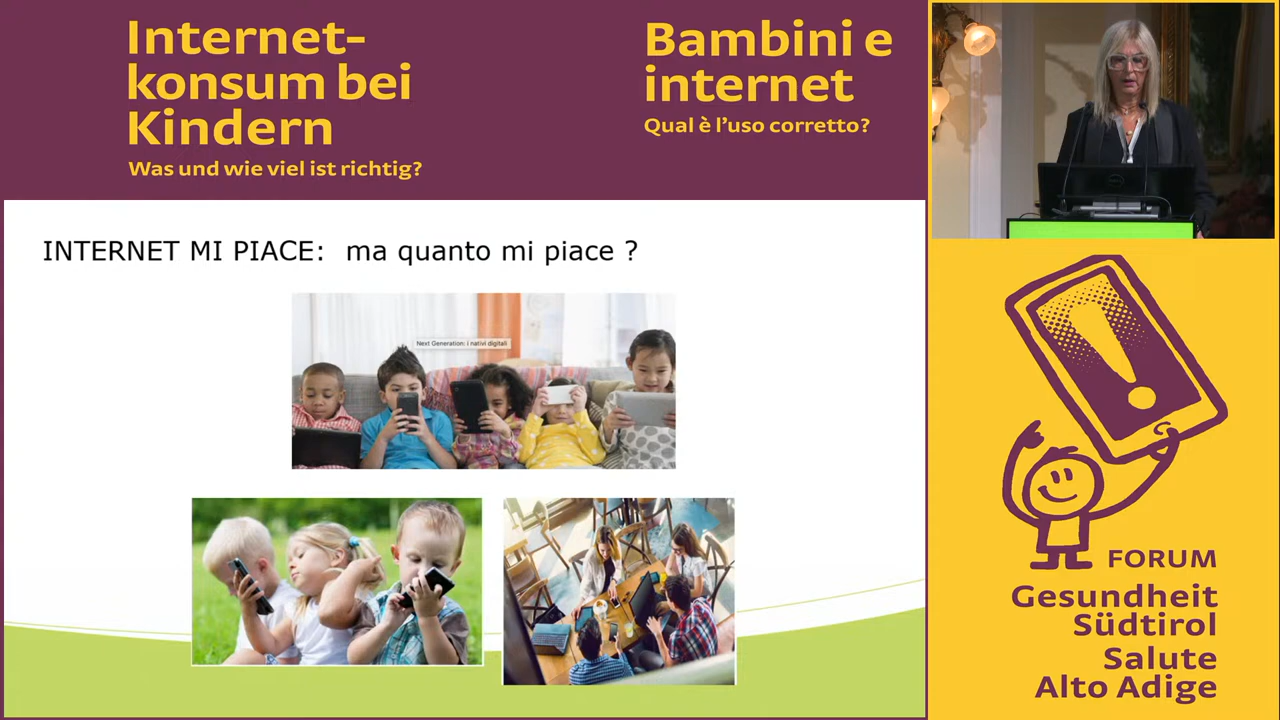 Internet-
konsum bei
Kindern
Was und wie viel ist richtig?
Bambini e
internet
Qual è l'uso corretto?
INTERNET MI PIACE: ma quanto mi piace ?
Next Generation: i nativi digitali
FORUM
Gesundheit
Südtirol
Salute
Alto Adige